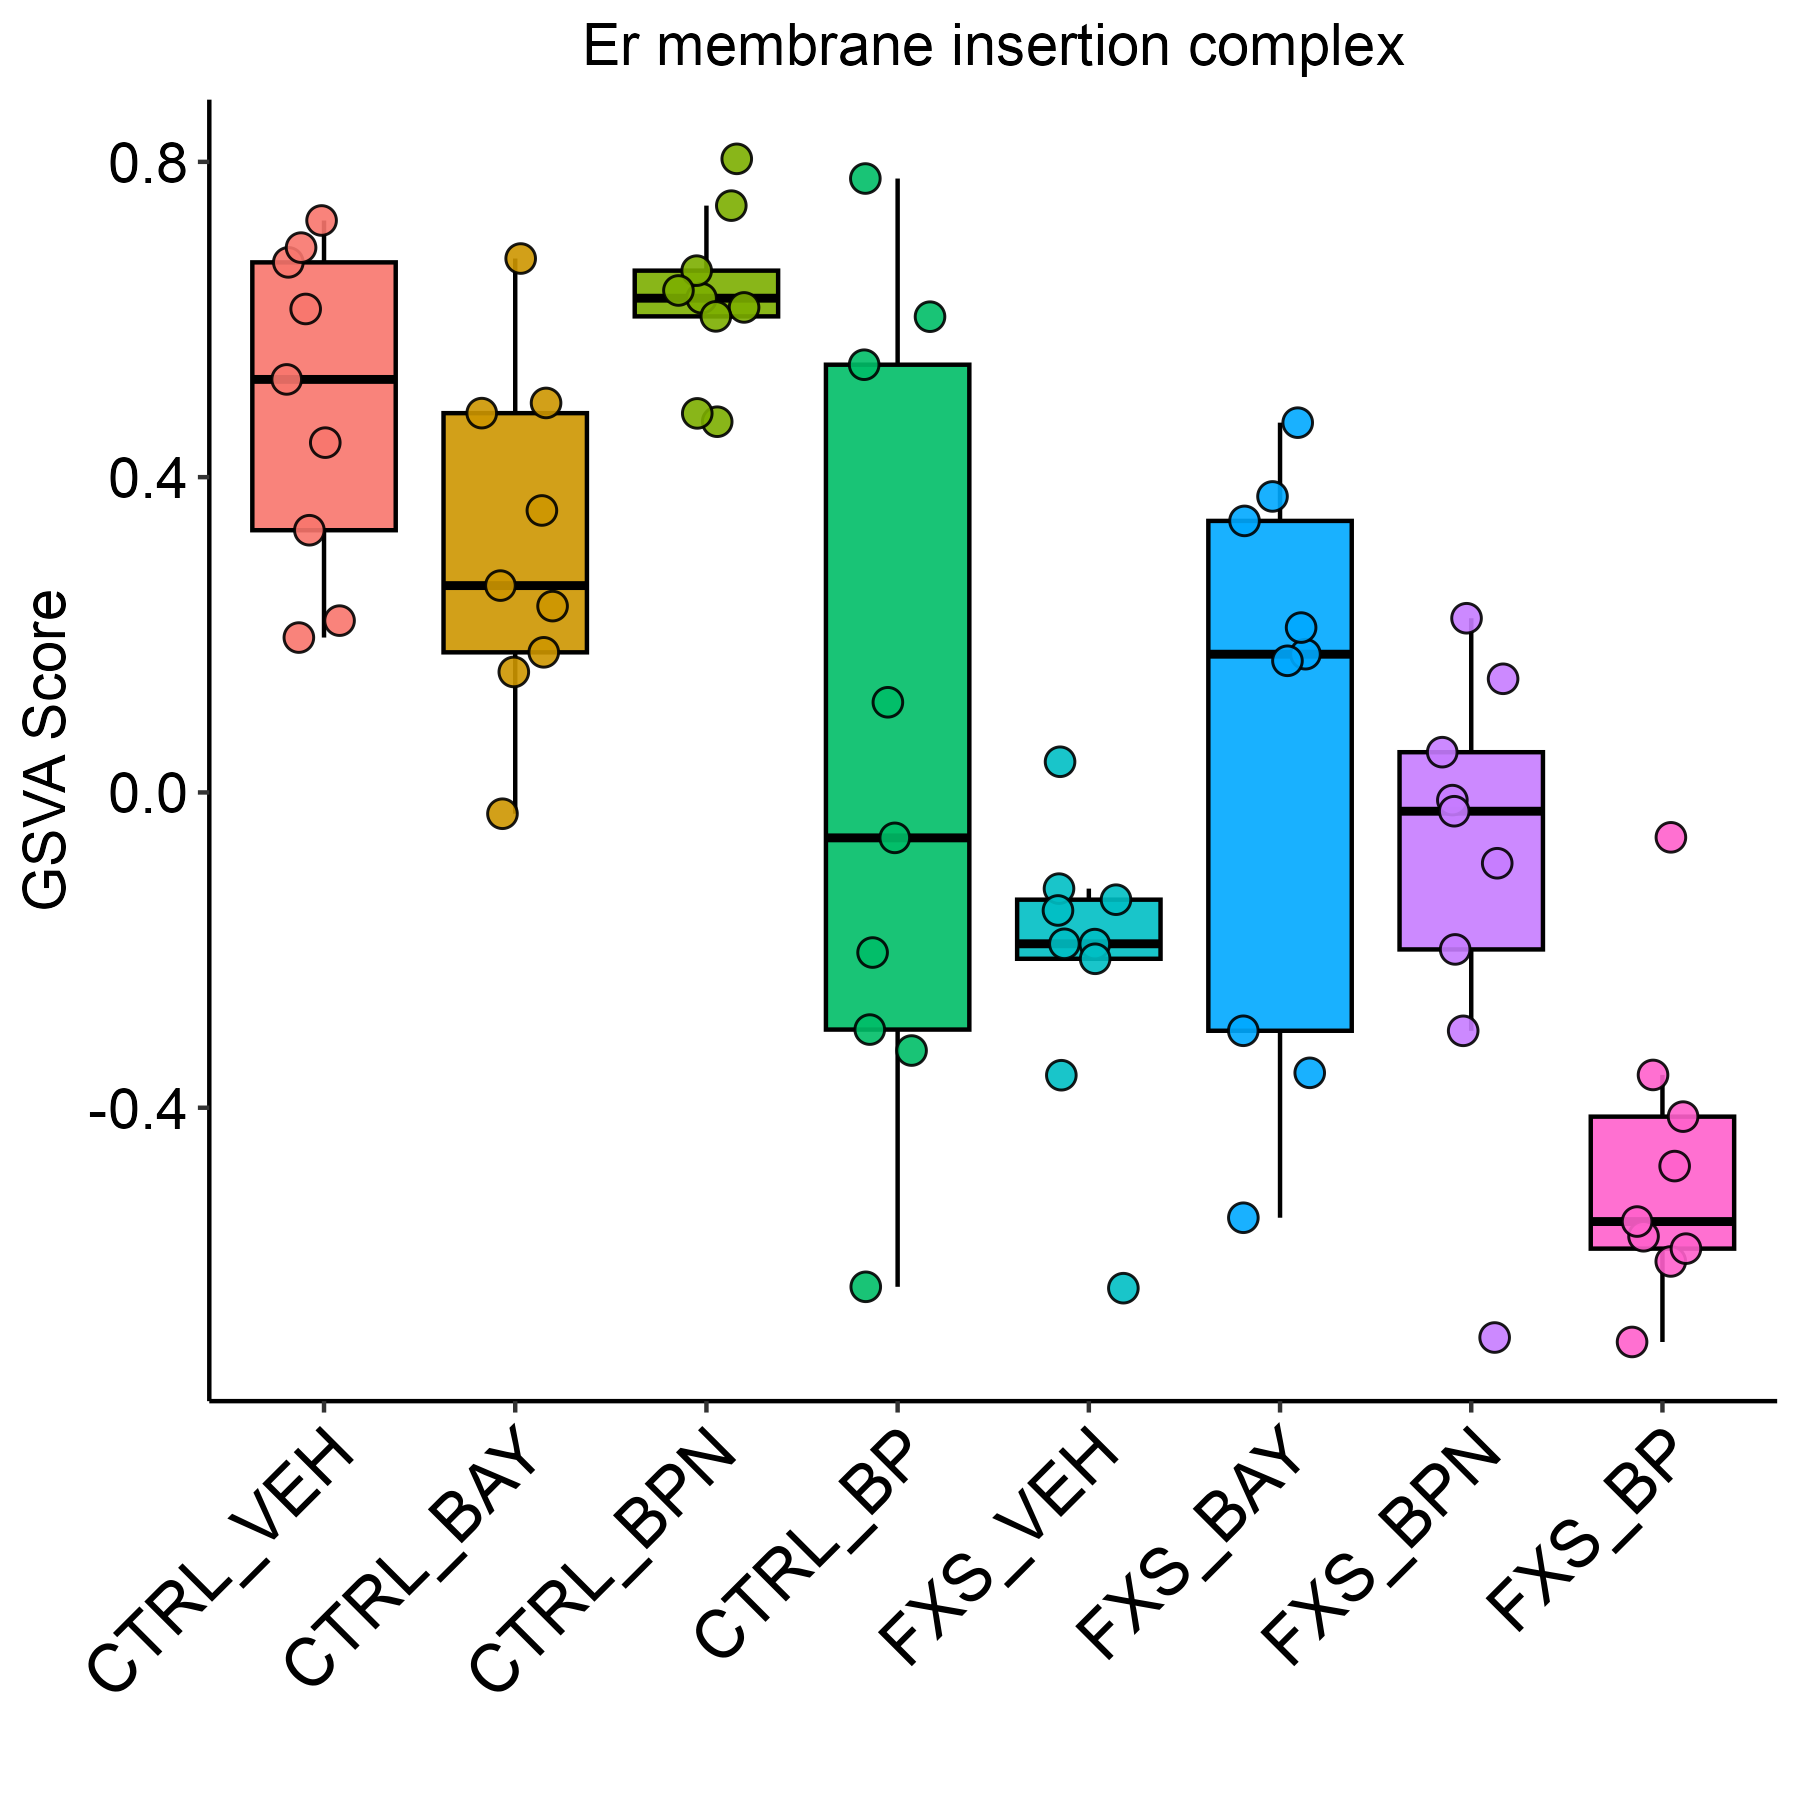 Er membrane insertion complex
GSVA Score
0.8
0.4
0.0
-0.4
CTRL_VEH
CTRL_BAY
CTRL_BPN
CTRL_BP
FXS_VEH
FXS_BAY
FXS_BPN
FXS_BP